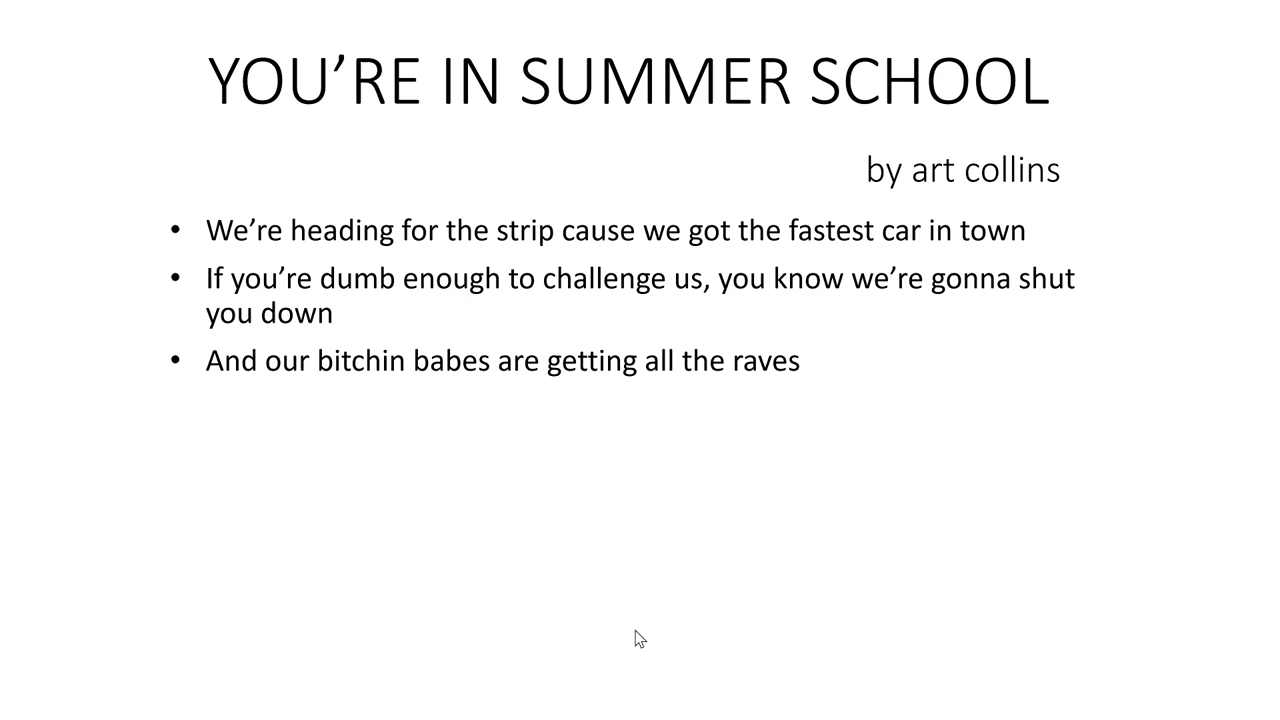 YOU’RE IN SUMMER SCHOOL
by art collins
• We’re heading for the strip cause we got the fastest car in town
• If you’re dumb enough to challenge us, you know we’re gonna shut
you down
• And our bitchin babes are getting all the raves